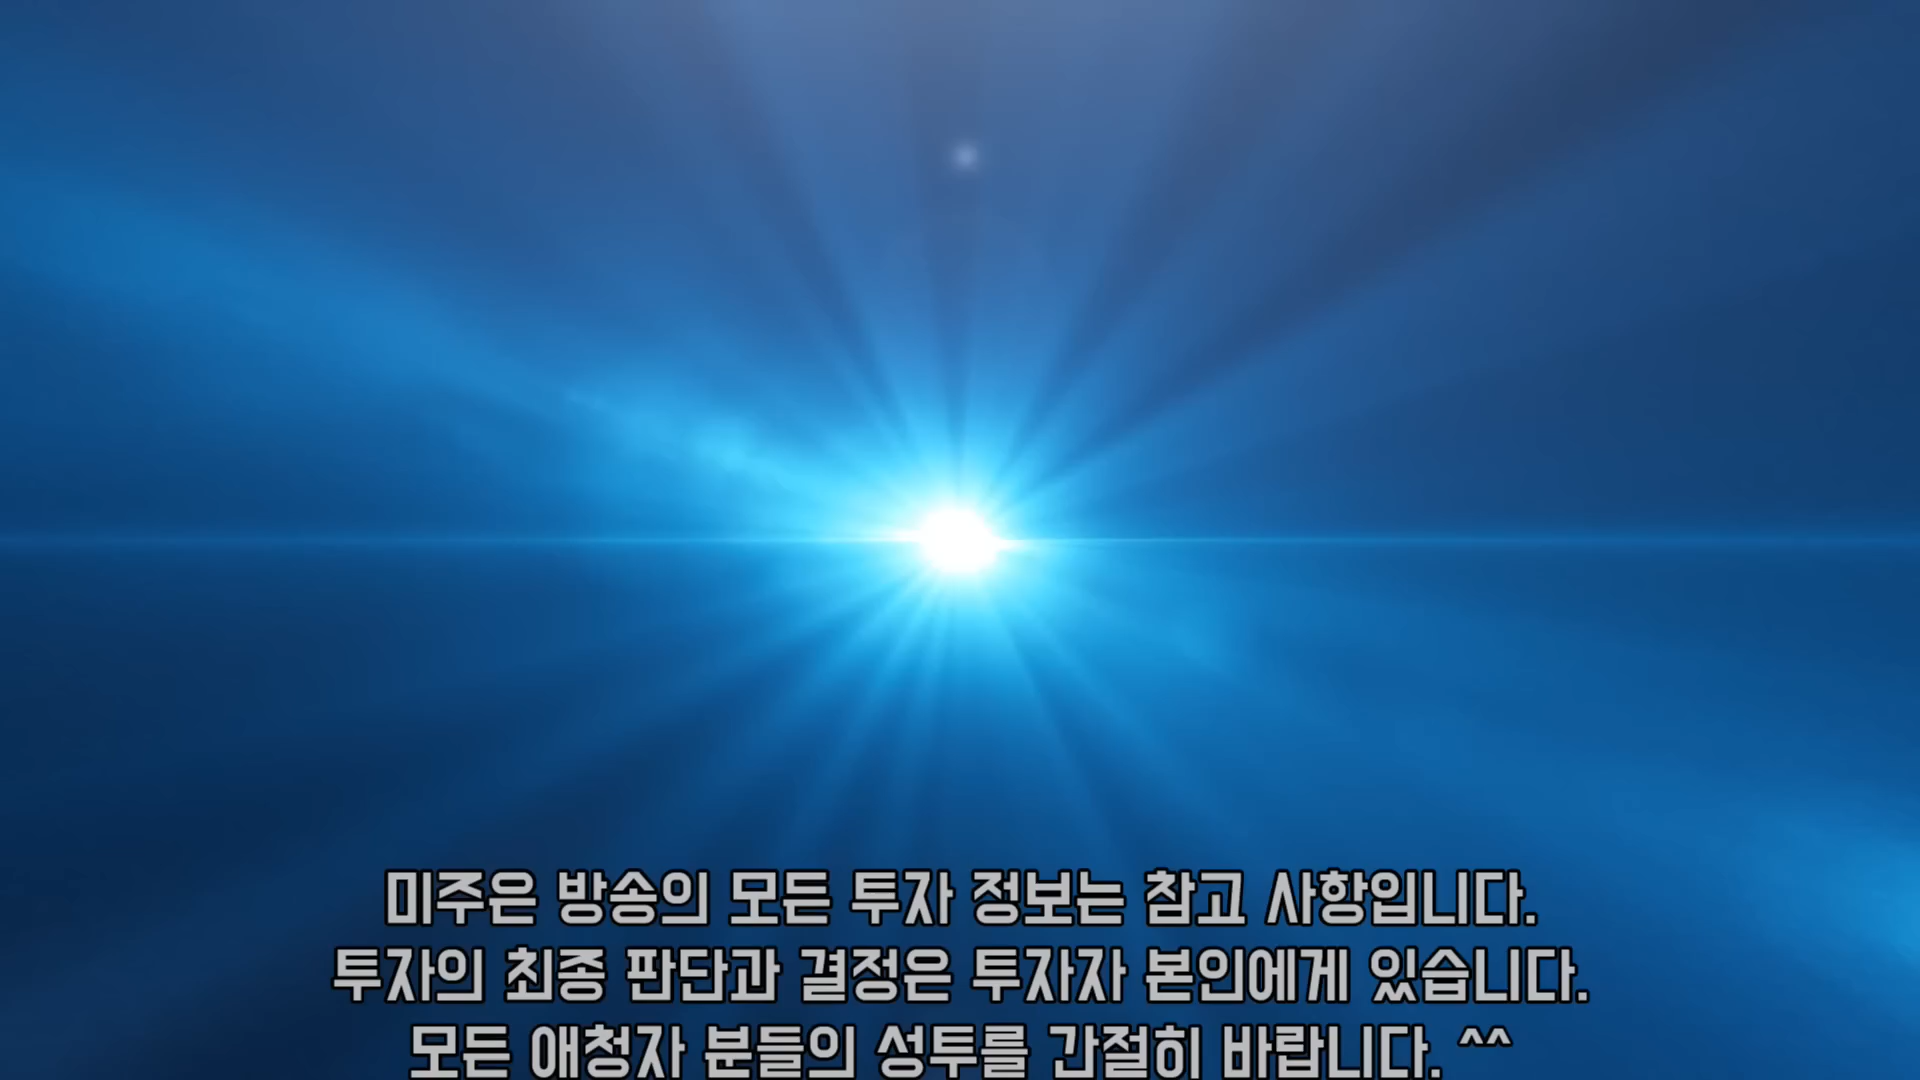 미주은 방송의 모든 투자 정보는 참고 사항입니다.
투자의 최종 판단과 결정은 투자자 본인에게 있습니다.
모든 애청자 분들의 성투를 간절히 바랍니다. ^^